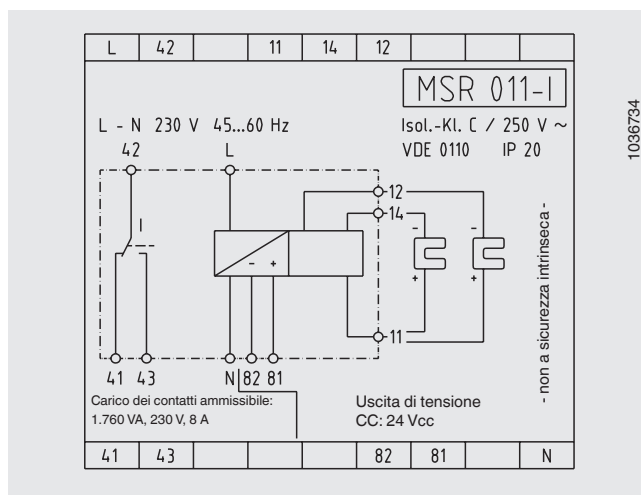 L 42 11 14 12
MSR 011-I
L - N 230 V 45...60 Hz
Isol.-Kl. C / 250 V ~
VDE 0110 IP 20
42 L
12
14
I
- -
- +
+ +
11
41 43 N 82 81
Carico dei contatti ammissibile:
1.760 VA, 230 V, 8 A
Uscita di tensione
CC: 24 Vcc
- non a sicurezza intrinseca -
41 43 82 81 N
1036734